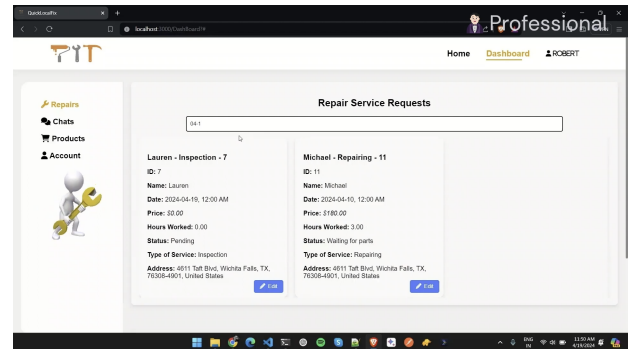 QuickLocalFix
Professional
localhost:3000/DashBoard?#
Home Dashboard ROBERT
Repairs
Chats
Products
Account
Repair Service Requests
04-1
Lauren - Inspection - 7
ID: 7
Name: Lauren
Date: 2024-04-19, 12:00 AM
Price: $0.00
Hours Worked: 0.00
Status: Pending
Type of Service: Inspection
Address: 4611 Taft Blvd, Wichita Falls, TX,
76308-4901, United States
Edit
Michael - Repairing - 11
ID: 11
Name: Michael
Date: 2024-04-10, 12:00 AM
Price: $180.00
Hours Worked: 3.00
Status: Waiting for parts
Type of Service: Repairing
Address: 4611 Taft Blvd, Wichita Falls, TX,
76308-4901, United States
Edit
ENG
IN
11:50 AM
4/19/2024